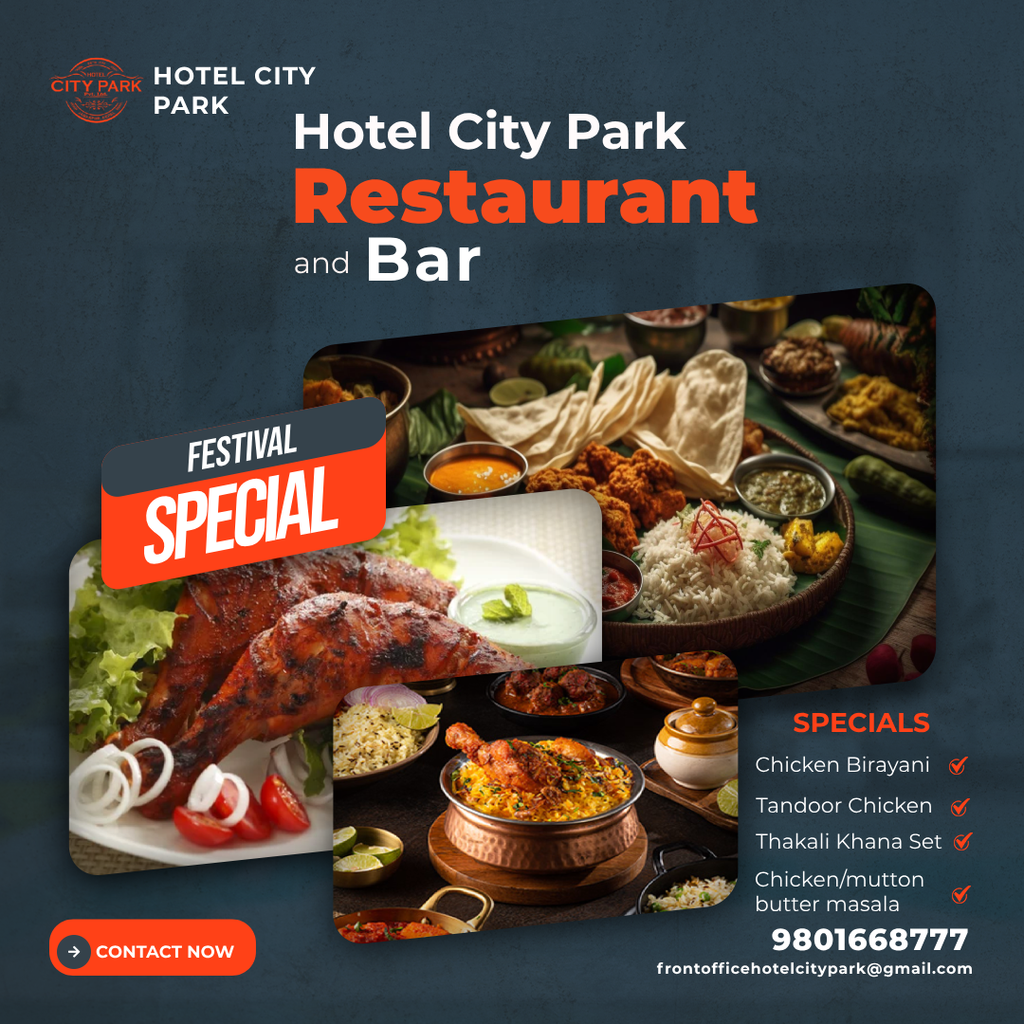 HOTEL
CITY PARK
HOTEL CITY
PARK
Hotel City Park
Restaurant
and Bar
FESTIVAL
SPECIAL
SPECIALS
Chicken Birayani
Tandoor Chicken
Thakali Khana Set
Chicken/mutton
butter masala
9801668777
CONTACT NOW
frontofficehotelcitypark@gmail.com